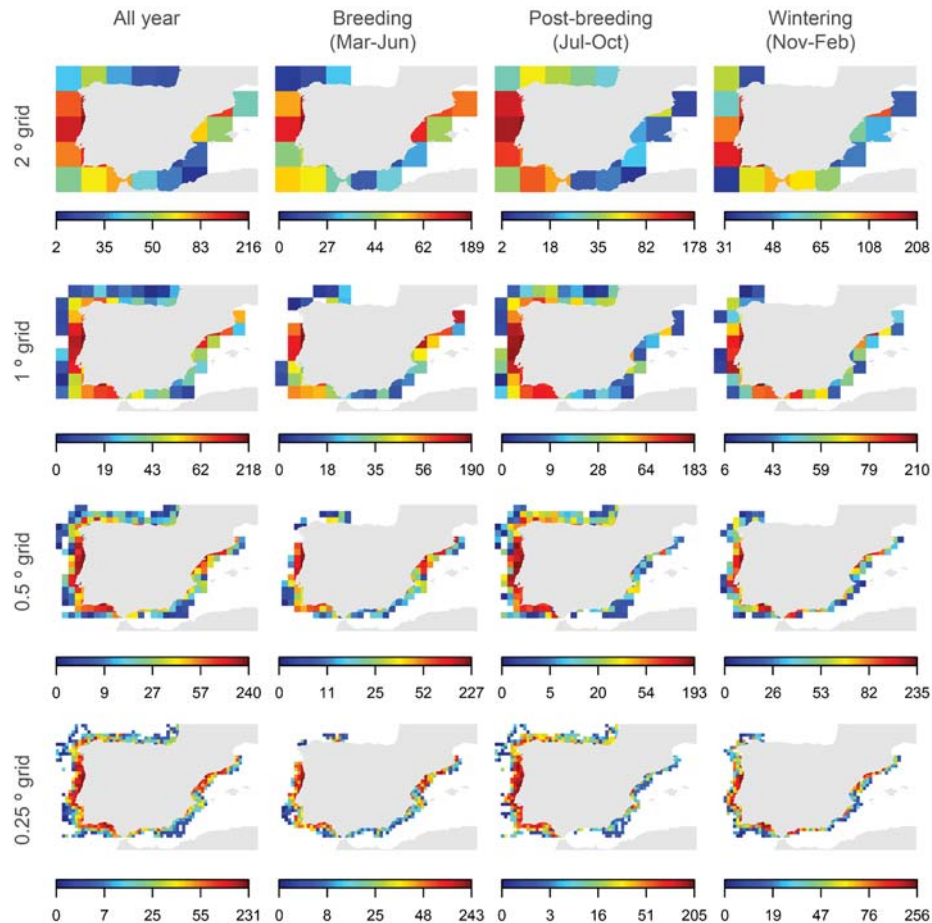 All year Breeding Post-breeding Wintering
(Mar-Jun) (Jul-Oct) (Nov-Feb)
2 º grid
2 35 50 83 216 0 27 44 62 189 2 18 35 82 178 31 48 65 108 208
1 º grid
0 19 43 62 218 0 18 35 56 190 0 9 28 64 183 6 43 59 79 210
0.5 º grid
0 9 27 57 240 0 11 25 52 227 0 5 20 54 193 0 26 53 82 235
0.25 º grid
0 7 25 55 231 0 8 25 48 243 0 3 16 51 205 0 19 47 76 256